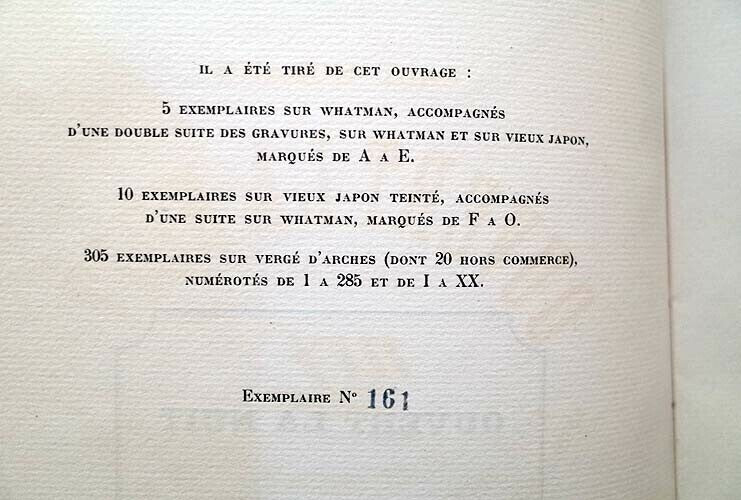 IL A ÉTÉ TIRÉ DE CET OUVRAGE :
5 EXEMPLAIRES SUR WHATMAN, ACCOMPAGNÉS
D'UNE DOUBLE SUITE DES GRAVURES, SUR WHATMAN ET SUR VIEUX JAPON,
MARQUÉS DE A A E.
10 EXEMPLAIRES SUR VIEUX JAPON TEINTÉ, ACCOMPAGNÉS
D'UNE SUITE SUR WHATMAN, MARQUÉS DE F A O.
305 EXEMPLAIRES SUR VERGÉ D'ARCHES (DONT 20 HORS COMMERCE),
NUMÉROTÉS DE 1 A 285 ET DE I A XX.
EXEMPLAIRE Nº 161